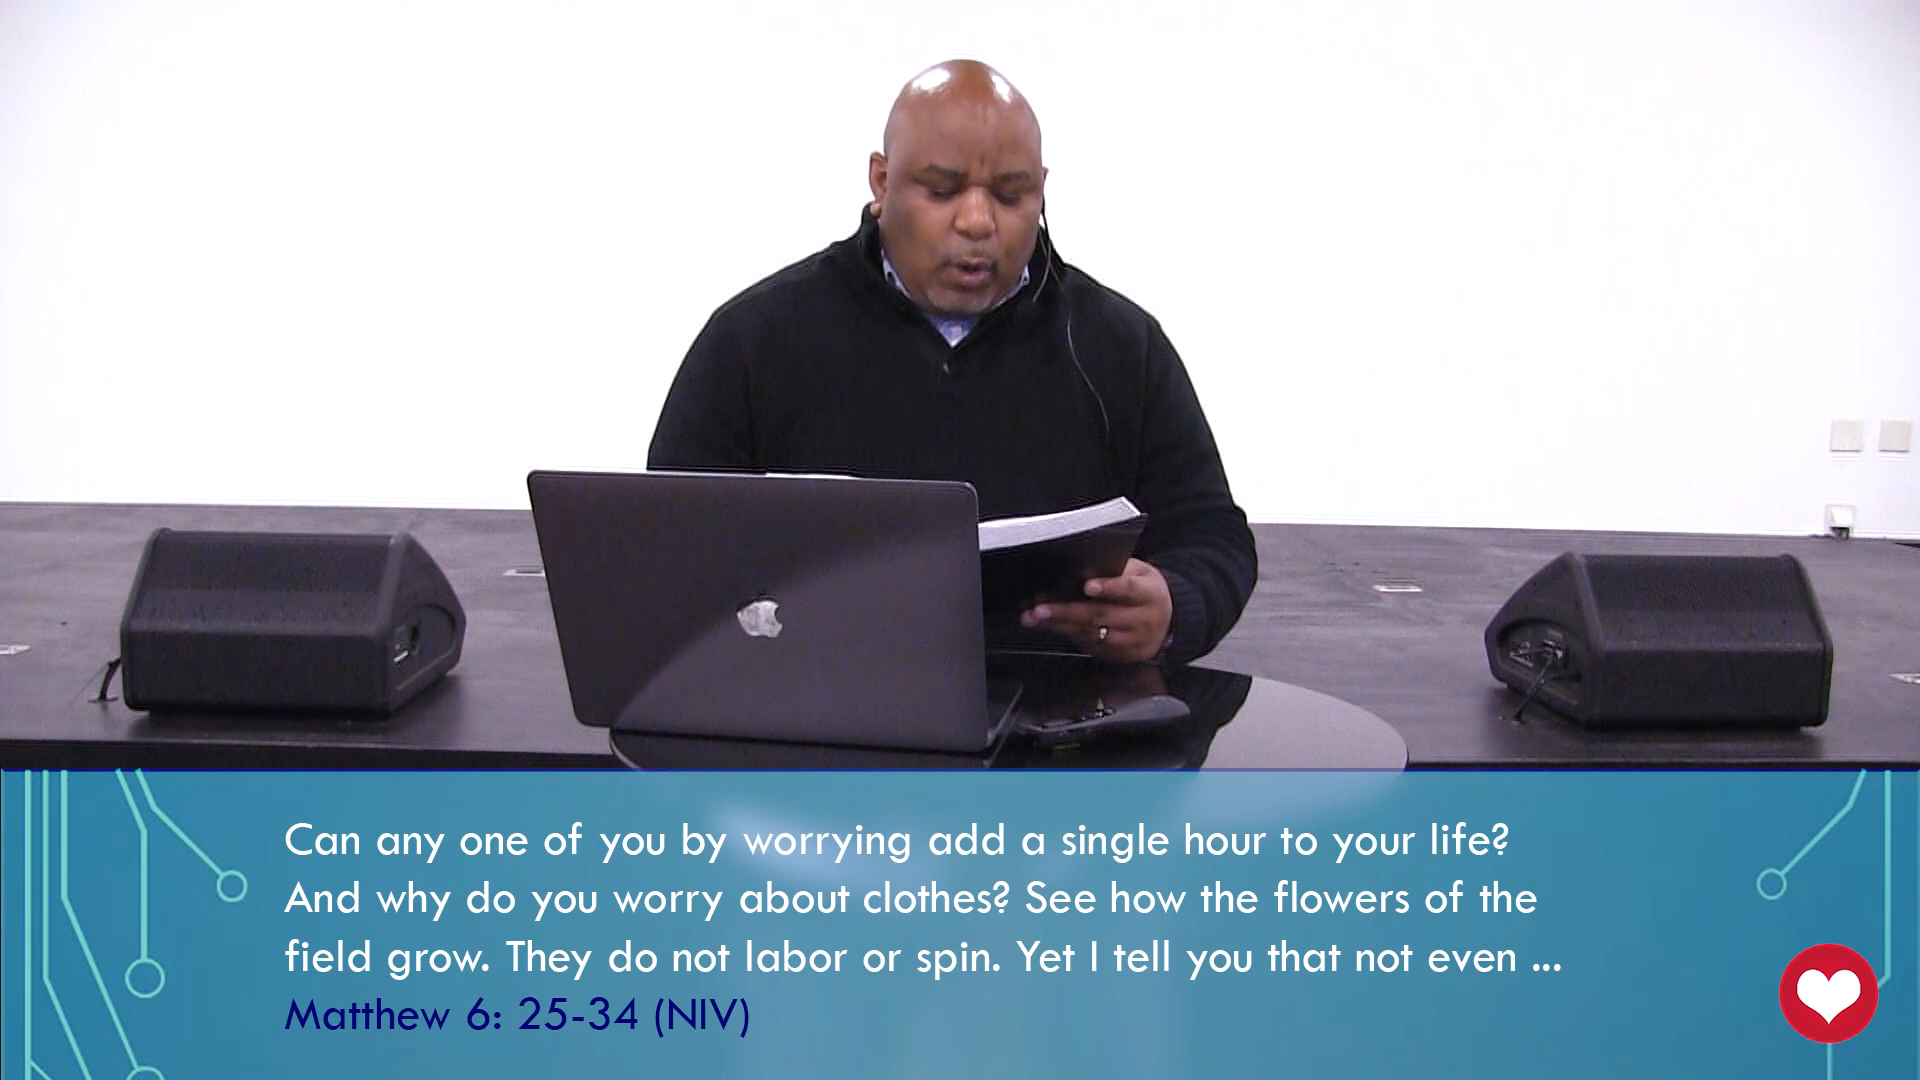 Can any one of you by worrying add a single hour to your life?
And why do you worry about clothes? See how the flowers of the
field grow. They do not labor or spin. Yet I tell you that not even ...
Matthew 6: 25-34 (NIV)